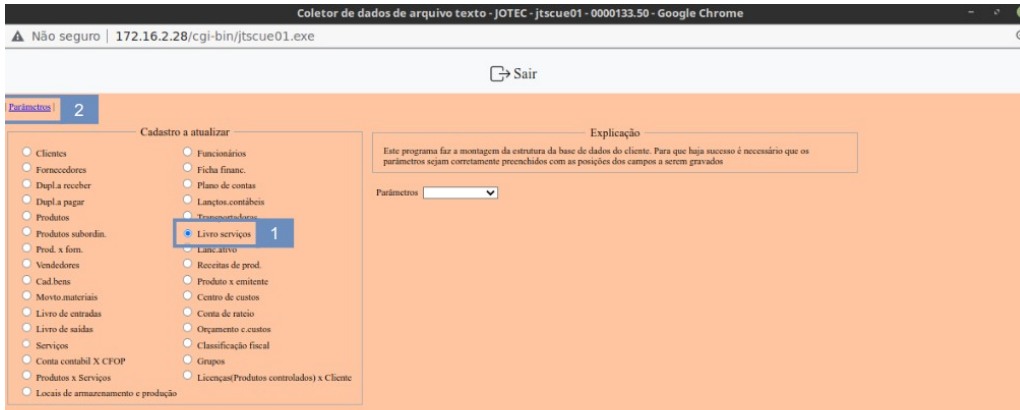 Coletor de dados de arquivo texto - JOTEC - jtscue01 - 0000133.50 - Google Chrome
Não seguro | 172.16.2.28/cgi-bin/jtscue01.exe
Sair
| Parâmetros | 2
Cadastro a atualizar
Clientes
Fornecedores
Dupl.a receber
Dupl.a pagar
Produtos
Produtos subordin.
Prod. x forn.
Vendedores
Cad.bens
Movto.materiais
Livro de entradas
Livro de saídas
Serviços
Conta contabil X CFOP
Produtos x Serviços
Locais de armazenamento e produção
Funcionários
Ficha financ.
Plano de contas
Lançtos.contábeis
Transportadoras
Livro serviços 1
Lanc.ativo
Receitas de prod.
Produto x emitente
Centro de custos
Conta de rateio
Orçamento c.custos
Classificação fiscal
Grupos
Licenças(Produtos controlados) x Cliente
Explicação
Este programa faz a montagem da estrutura da base de dados do cliente. Para que haja sucesso é necessário que os
parâmetros sejam corretamente preenchidos com as posições dos campos a serem gravados
Parâmetros